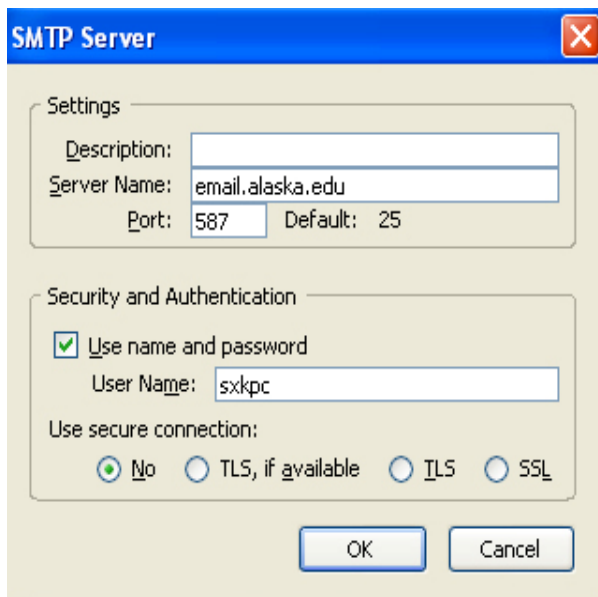 SMTP Server
Settings
Description:
Server Name: email.alaska.edu
Port: 587 Default: 25
Security and Authentication
Use name and password
User Name: sxkpc
Use secure connection:
No TLS, if available TLS SSL
OK Cancel